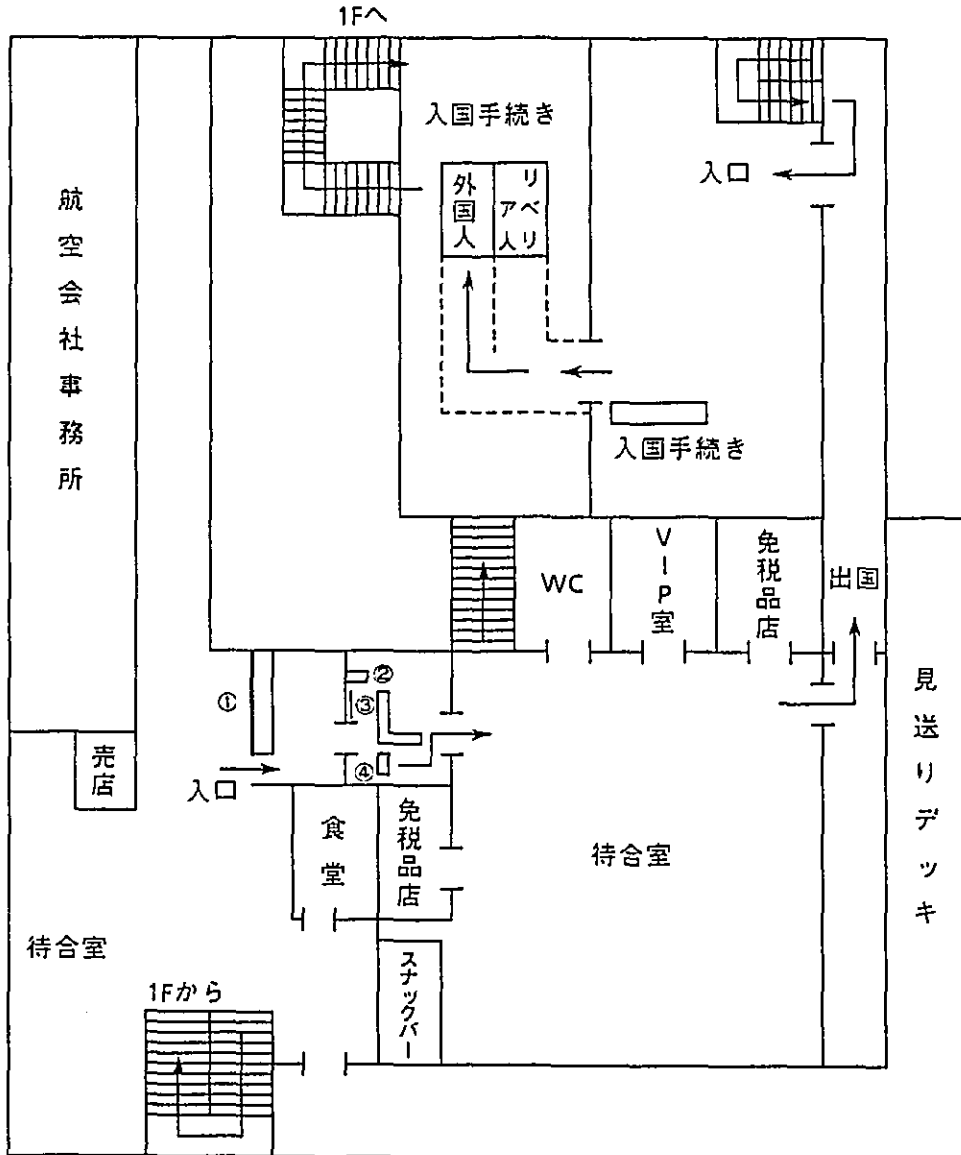 1Fへ
入国手続き
外国人
リベリア人
入口
航空会社事務所
入国手続き
WC
VIP室
免税品店
出国
見送りデッキ
①
②
③
④
売店
入口
食堂
免税品店
待合室
待合室
スナックバー
1Fから